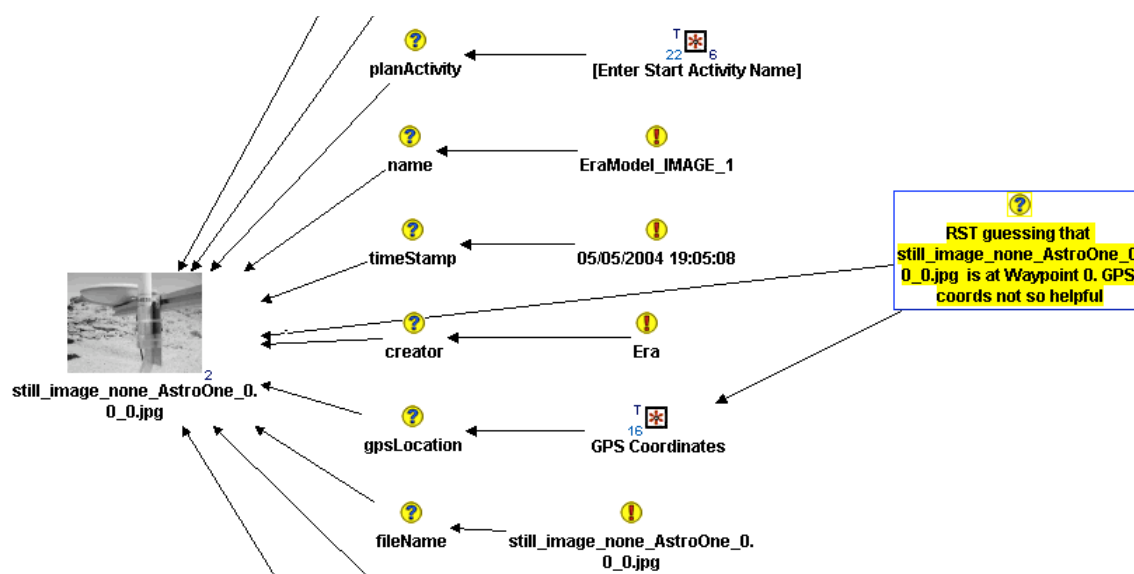 T
22 6
planActivity
[Enter Start Activity Name]
name
EraModel_IMAGE_1
timeStamp
05/05/2004 19:05:08
RST guessing that
still_image_none_AstroOne_0
0_0.jpg is at Waypoint 0. GPS
coords not so helpful
creator
Era
2
still_image_none_AstroOne_0.
0_0.jpg
T
16
gpsLocation
GPS Coordinates
fileName
still_image_none_AstroOne_0.
0_0.jpg